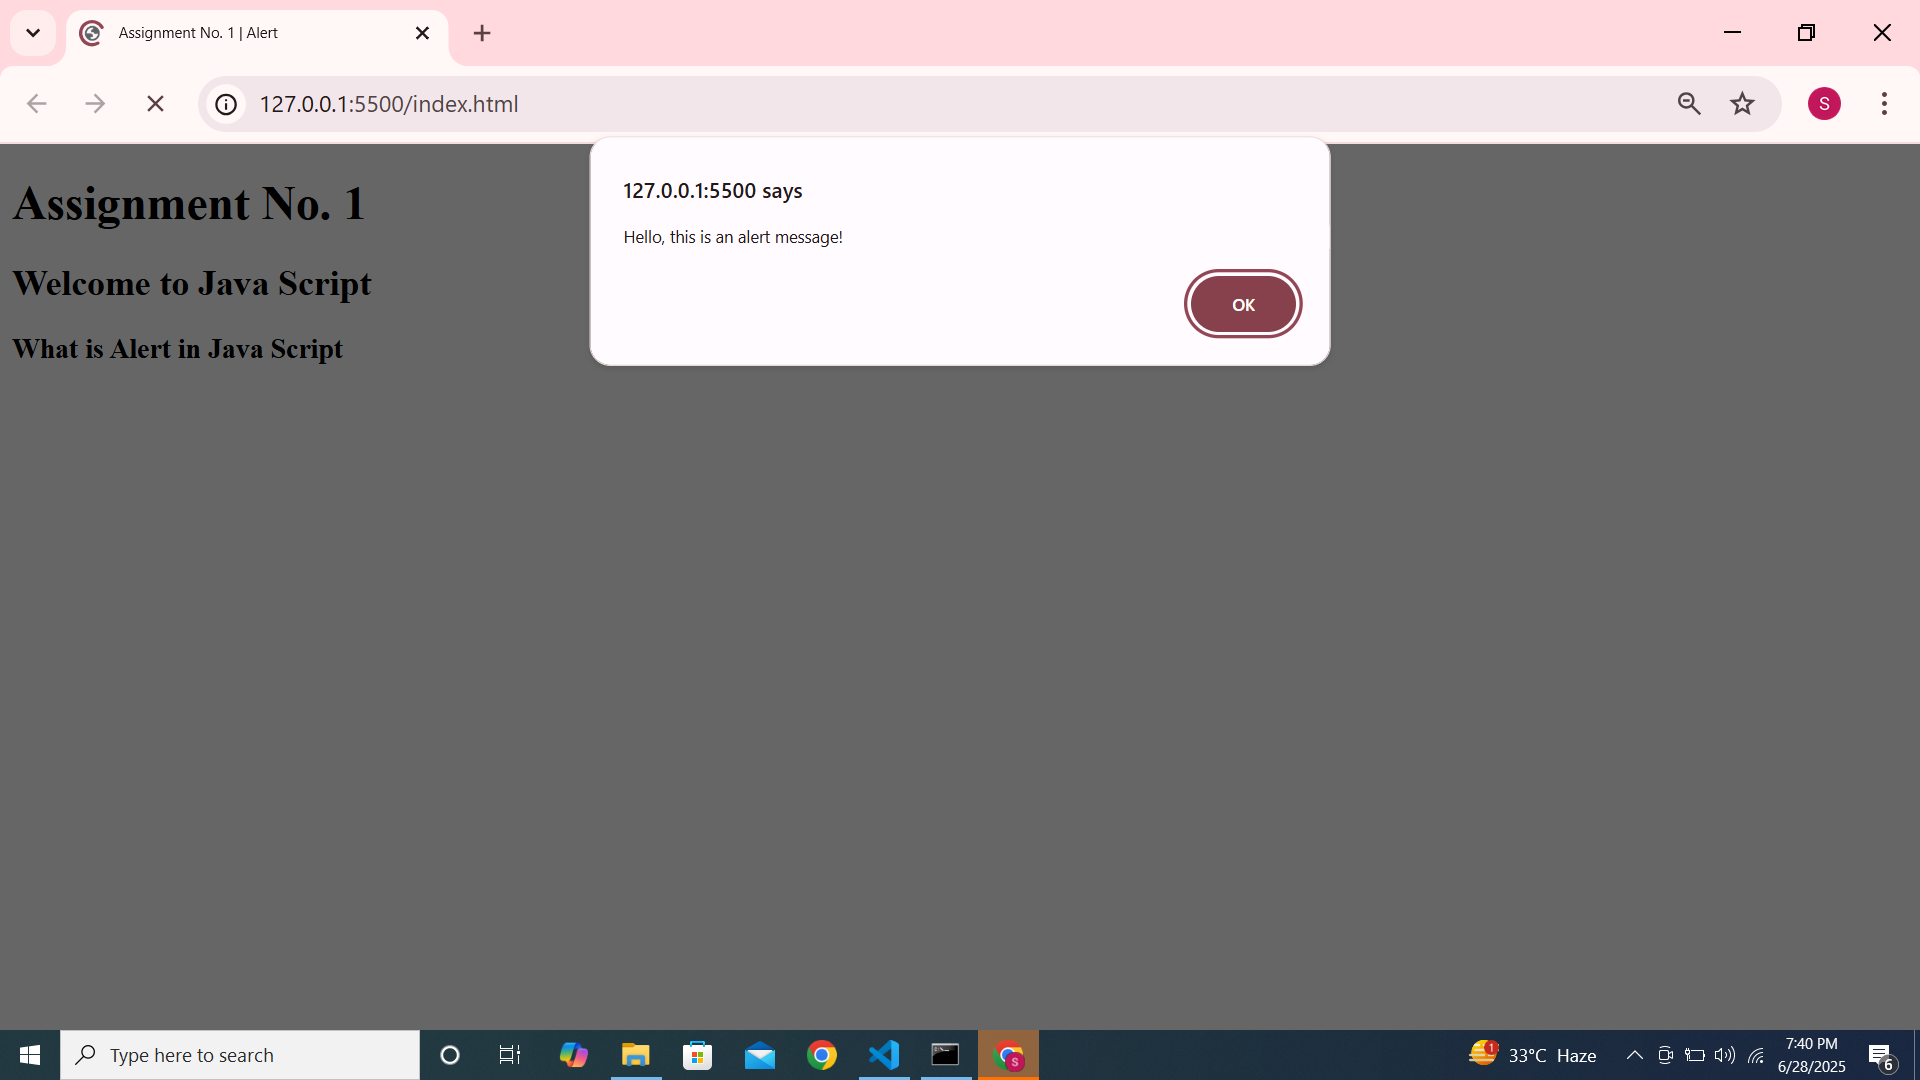 Assignment No. 1 | Alert
127.0.0.1:5500/index.html
S
127.0.0.1:5500 says
Hello, this is an alert message!
OK
Assignment No. 1
Welcome to Java Script
What is Alert in Java Script
Type here to search
S
1
33°C Haze
7:40 PM
6/28/2025
6